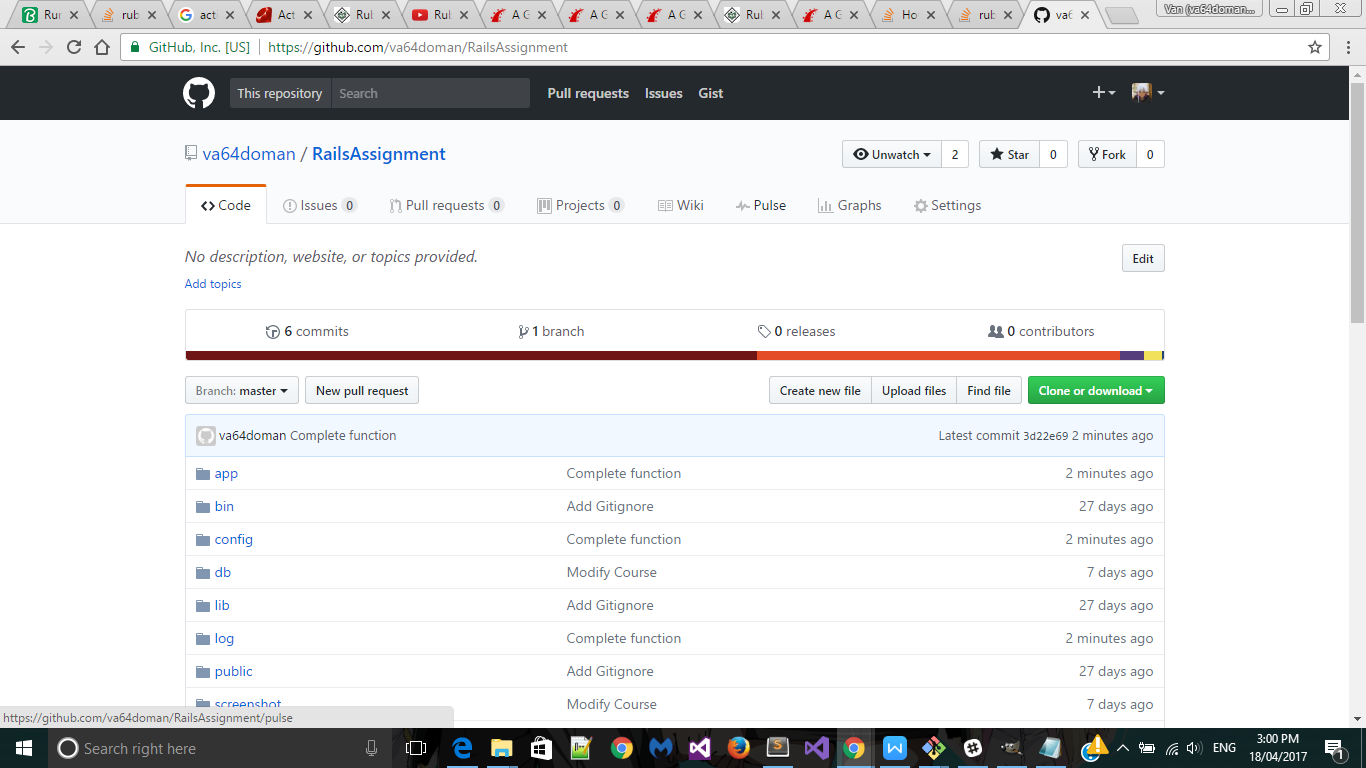 Rur rub act Act Rul Rul A G A G A G Rul A G Ho rub va6 Van (va64doman...
GitHub, Inc. [US] https://github.com/va64doman/RailsAssignment
This repository Search Pull requests Issues Gist
va64doman / RailsAssignment Unwatch 2 Star 0 Fork 0
Code Issues 0 Pull requests 0 Projects 0 Wiki Pulse Graphs Settings
No description, website, or topics provided. Edit
Add topics
6 commits 1 branch 0 releases 0 contributors
Branch: master New pull request Create new file Upload files Find file Clone or download
va64doman Complete function Latest commit 3d22e69 2 minutes ago
app Complete function 2 minutes ago
bin Add Gitignore 27 days ago
config Complete function 2 minutes ago
db Modify Course 7 days ago
lib Add Gitignore 27 days ago
log Complete function 2 minutes ago
public Add Gitignore 27 days ago
screenshot Modify Course 7 days ago
https://github.com/va64doman/RailsAssignment/pulse
Search right here ENG 3:00 PM
18/04/2017 1